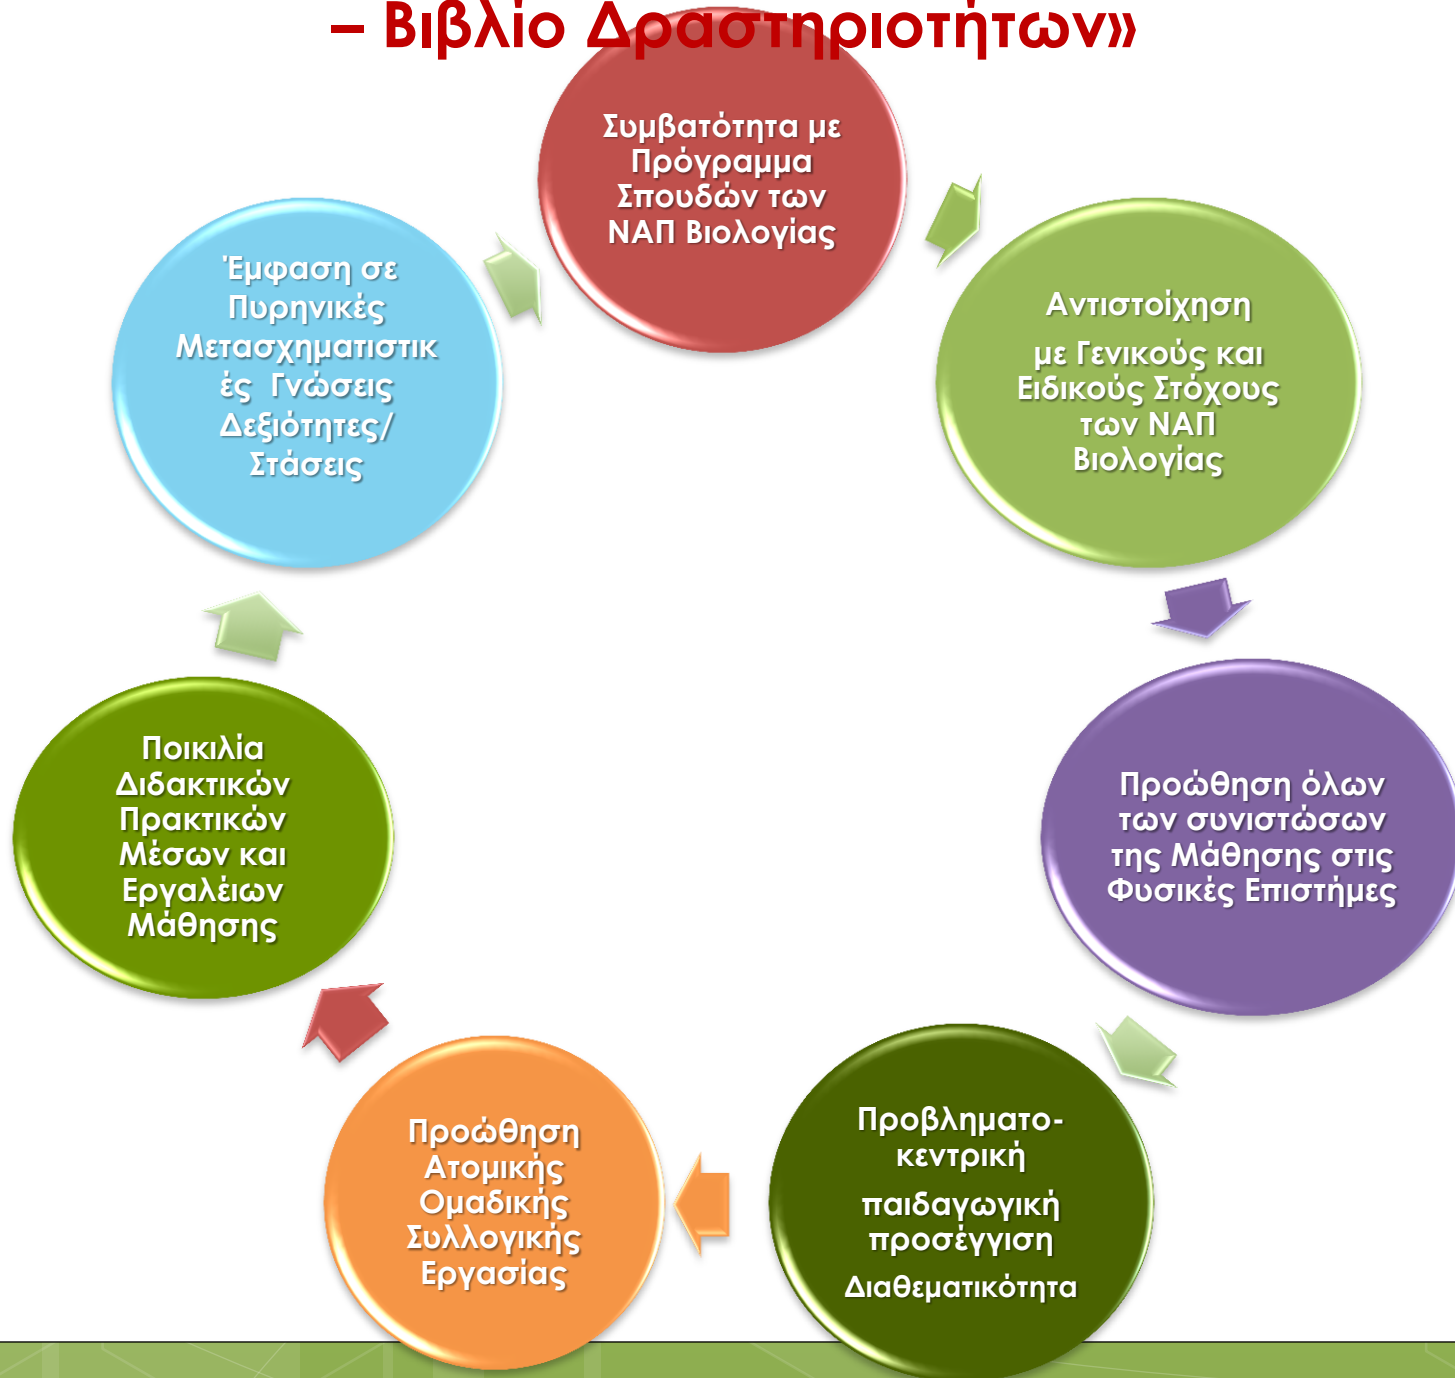 – Βιβλίο Δραστηριοτήτων»
Συμβατότητα με
Πρόγραμμα
Σπουδών των
ΝΑΠ Βιολογίας
Αντιστοίχηση
με Γενικούς και
Ειδικούς Στόχους
των ΝΑΠ
Βιολογίας
Προώθηση όλων
των συνιστώσων
της Μάθησης στις
Φυσικές Επιστήμες
Προβληματο-
κεντρική
παιδαγωγική
προσέγγιση
Διαθεματικότητα
Προώθηση
Ατομικής
Ομαδικής
Συλλογικής
Εργασίας
Ποικιλία
Διδακτικών
Πρακτικών
Μέσων και
Εργαλέιων
Μάθησης
Έμφαση σε
Πυρηνικές
Μετασχηματιστικ
ές Γνώσεις
Δεξιότητες/
Στάσεις